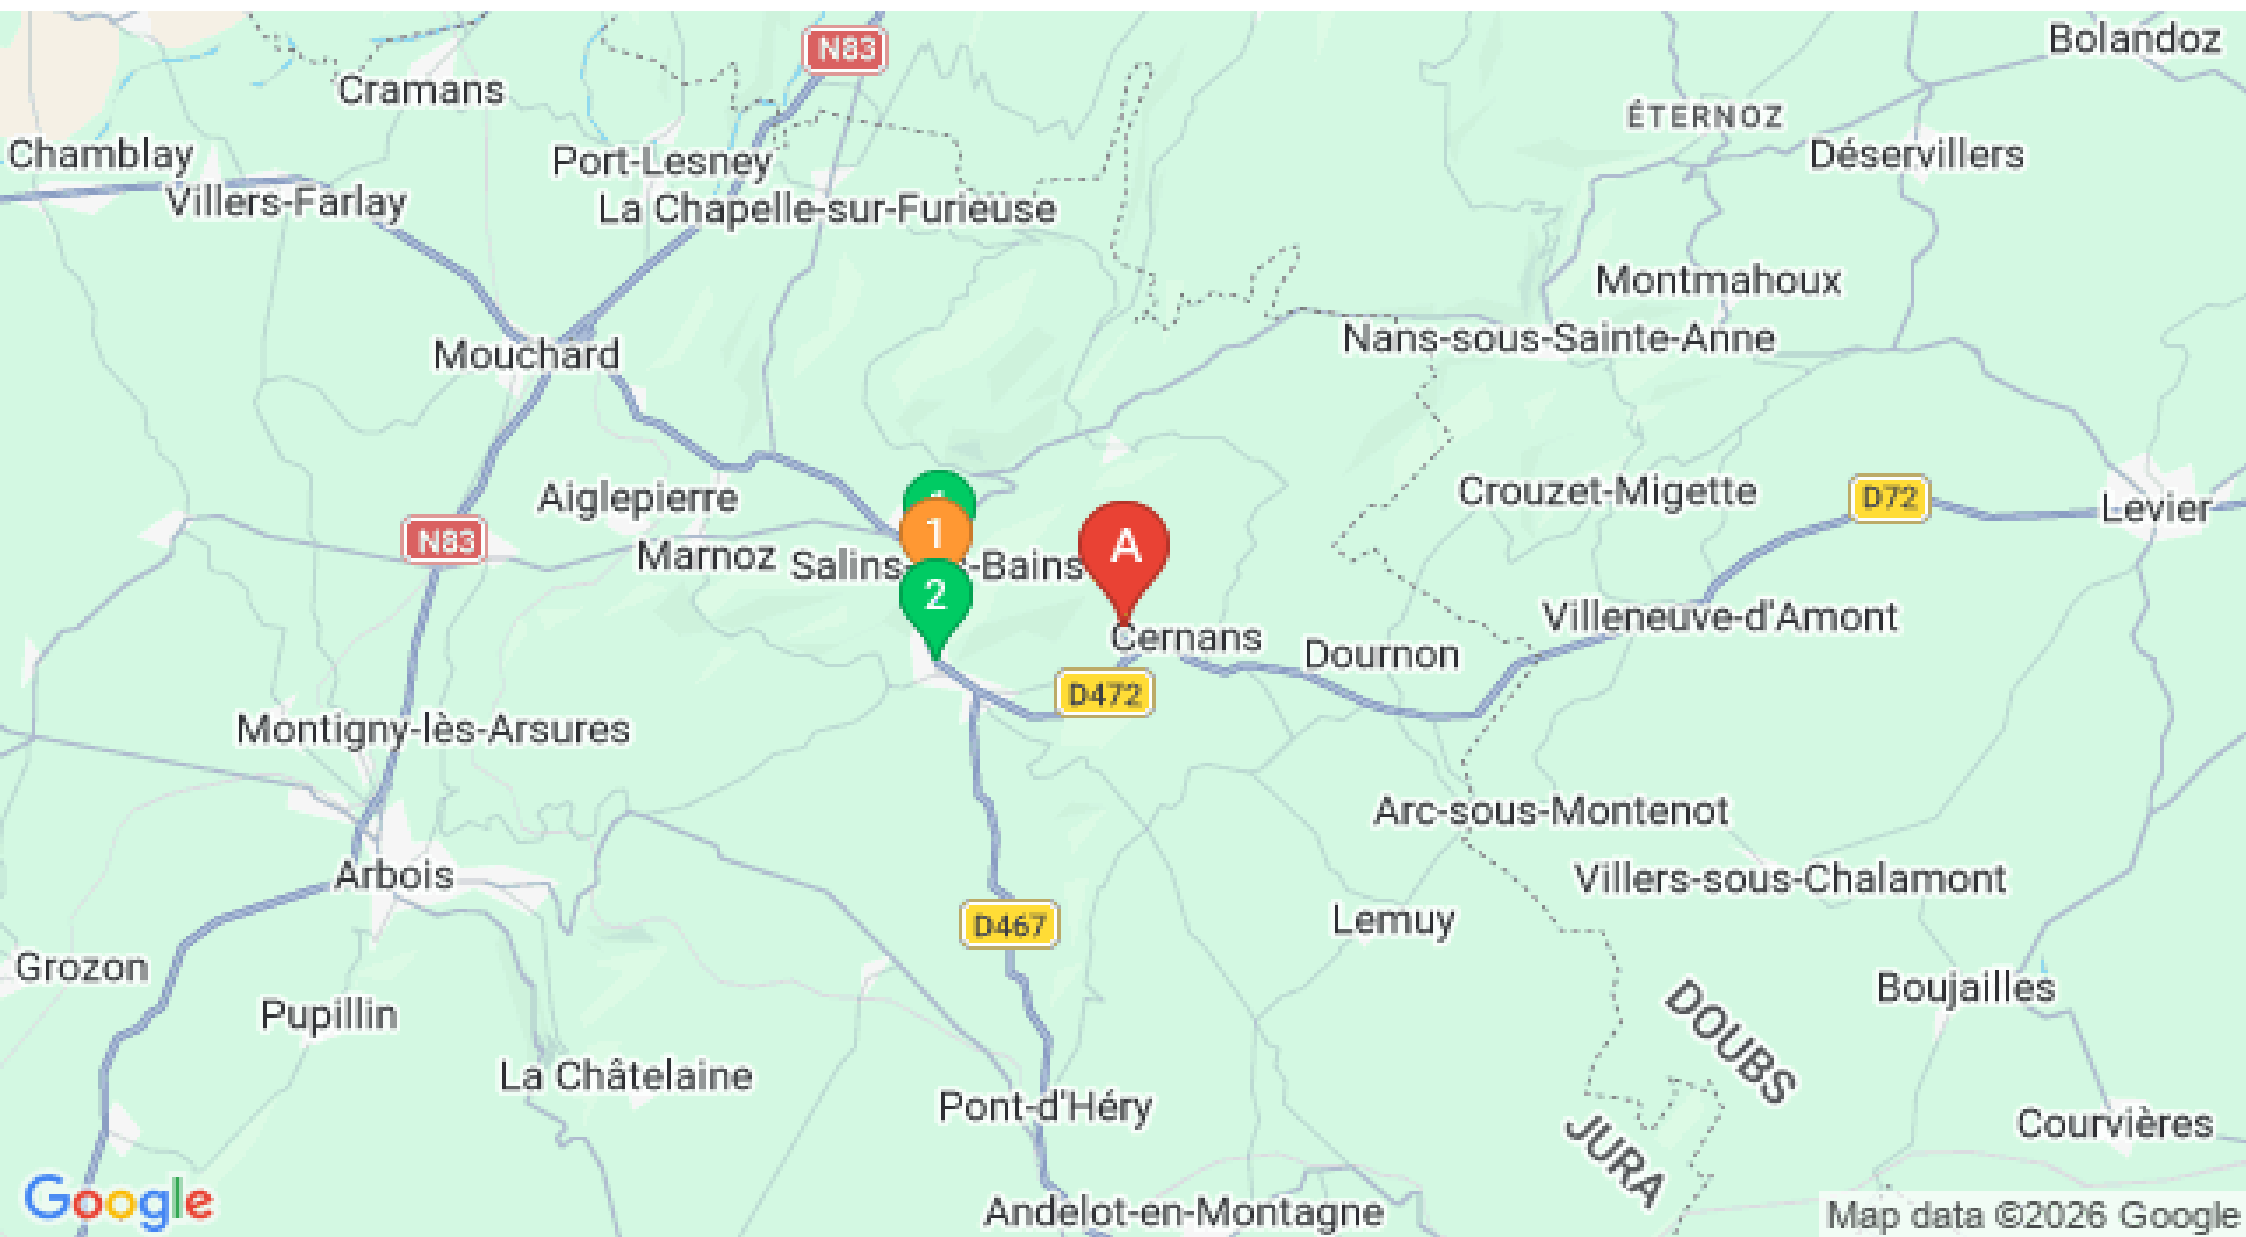 N83
Bolandoz
Cramans
ÉTERNOZ
Chamblay
Port-Lesney
Déservillers
Villers-Farlay
La Chapelle-sur-Furieuse
Montmahoux
Nans-sous-Sainte-Anne
Mouchard
Aiglepierre
Crouzet-Migette
D72
Levier
N83
1
A
Marnoz
Salins
-Bains
2
Villeneuve-d'Amont
Cernans
Dournon
D472
Montigny-lès-Arsures
Arc-sous-Montenot
Arbois
Villers-sous-Chalamont
D467
Lemuy
Grozon
Boujailles
Pupillin
DOUBS
La Châtelaine
Pont-d'Héry
Courvières
JURA
Google
Andelot-en-Montagne
Map data ©2026 Google